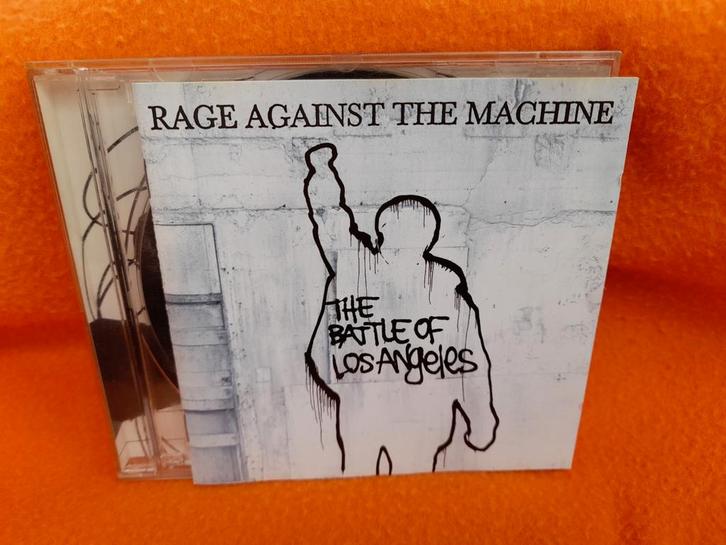 RAGE AGAINST THE MACHINE
THE
BATTLE OF
LOS ANgeleS